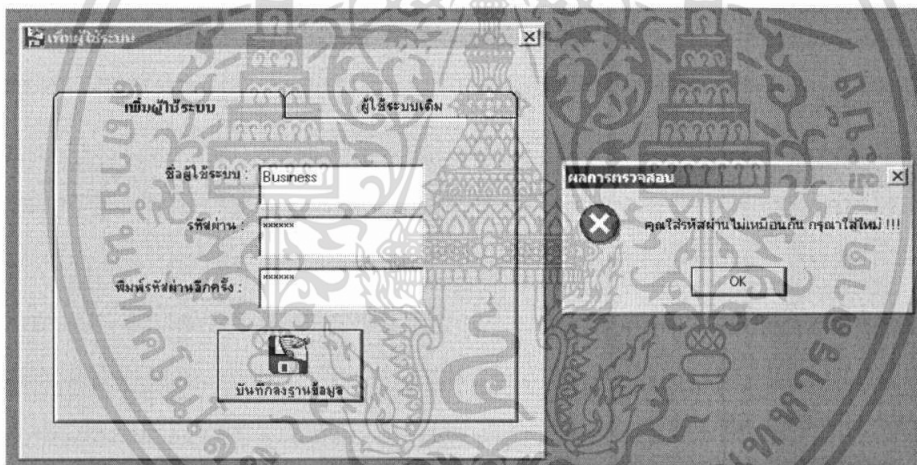 เพิ่มผู้ใช้ระบบ
เพิ่มผู้ใช้ระบบ
ผู้ใช้ระบบเดิม
ชื่อผู้ใช้ระบบ : Business
รหัสผ่าน : ******
พิมพ์รหัสผ่านอีกครั้ง : ******
บันทึกลงฐานข้อมูล
ผลการตรวจสอบ
คุณใส่รหัสผ่านไม่เหมือนกัน กรุณาใส่ใหม่ !!!
OK